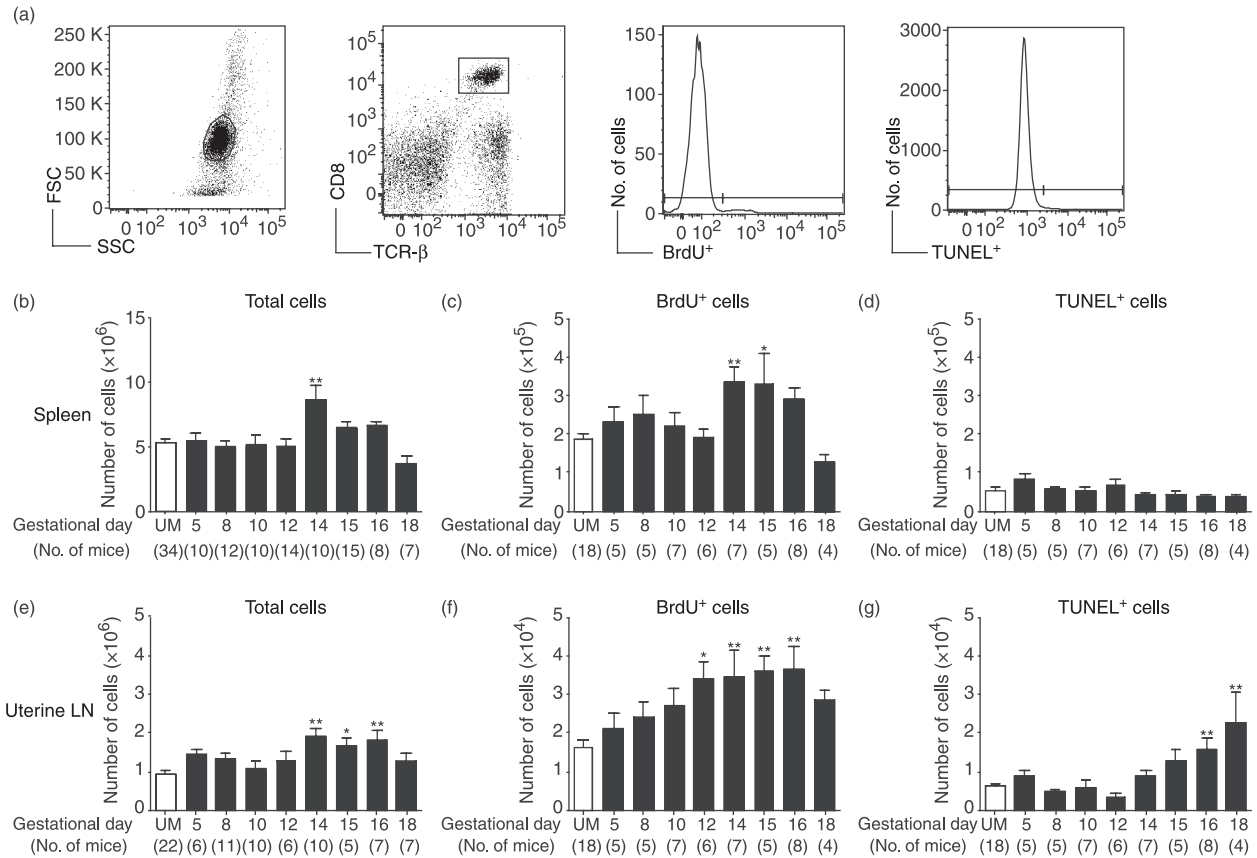 (a)
250 K
200 K
150 K
100 K
50 K
0
FSC
SSC
10² 10³ 10⁴ 10⁵
10⁵
10⁴
10³
10²
0
CD8
TCR-β
0 10² 10³ 10⁴ 10⁵
150
100
50
0
No. of cells
BrdU⁺
0 10² 10³ 10⁴ 10⁵
3000
2000
1000
0
No. of cells
TUNEL⁺
0 10² 10³ 10⁴ 10⁵
(b) Total cells
(c) BrdU⁺ cells
(d) TUNEL⁺ cells
Spleen
Number of cells (×10⁶)
15
10
5
0
**
Number of cells (×10⁵)
5
4
3
2
1
0
** *
Number of cells (×10⁵)
5
4
3
2
1
0
Gestational day UM 5 8 10 12 14 15 16 18
(No. of mice) (34)(10)(12)(10)(14)(10)(15) (8) (7)
Gestational day UM 5 8 10 12 14 15 16 18
(No. of mice) (18) (5) (5) (7) (6) (7) (5) (8) (4)
Gestational day UM 5 8 10 12 14 15 16 18
(No. of mice) (18) (5) (5) (7) (6) (7) (5) (8) (4)
(e) Total cells
(f) BrdU⁺ cells
(g) TUNEL⁺ cells
Uterine LN
Number of cells (×10⁶)
5
4
3
2
1
0
** * **
Number of cells (×10⁴)
5
4
3
2
1
0
* ** ** **
Number of cells (×10⁴)
5
4
3
2
1
0
** **
Gestational day UM 5 8 10 12 14 15 16 18
(No. of mice) (22) (6) (11)(10) (6) (10) (5) (7) (7)
Gestational day UM 5 8 10 12 14 15 16 18
(No. of mice) (18) (5) (5) (7) (6) (7) (5) (8) (4)
Gestational day UM 5 8 10 12 14 15 16 18
(No. of mice) (18) (5) (5) (7) (6) (7) (5) (8) (4)